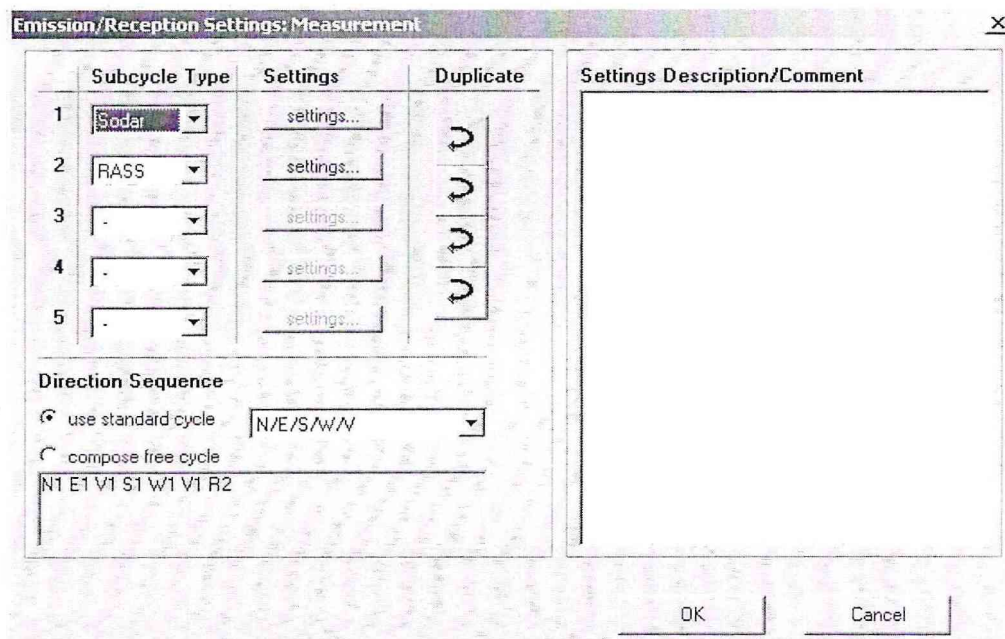 Emission/Reception Settings: Measurement
Subcycle Type Settings Duplicate
1 Sodar settings...
2 RASS settings...
3 - settings...
4 - settings...
5 - settings...
Direction Sequence
use standard cycle N/E/S/W/V
compose free cycle
N1 E1 V1 S1 W1 V1 R2
Settings Description/Comment
OK Cancel